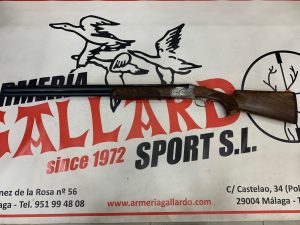 ARMERÍA
GALLARDO
since 1972 SPORT S.L.
nez de la Rosa nº 56
aga - Tel. 951 99 48 08
www.armeriagallardo.com
C/ Castelao, 34 (Pol
29004 Málaga - T